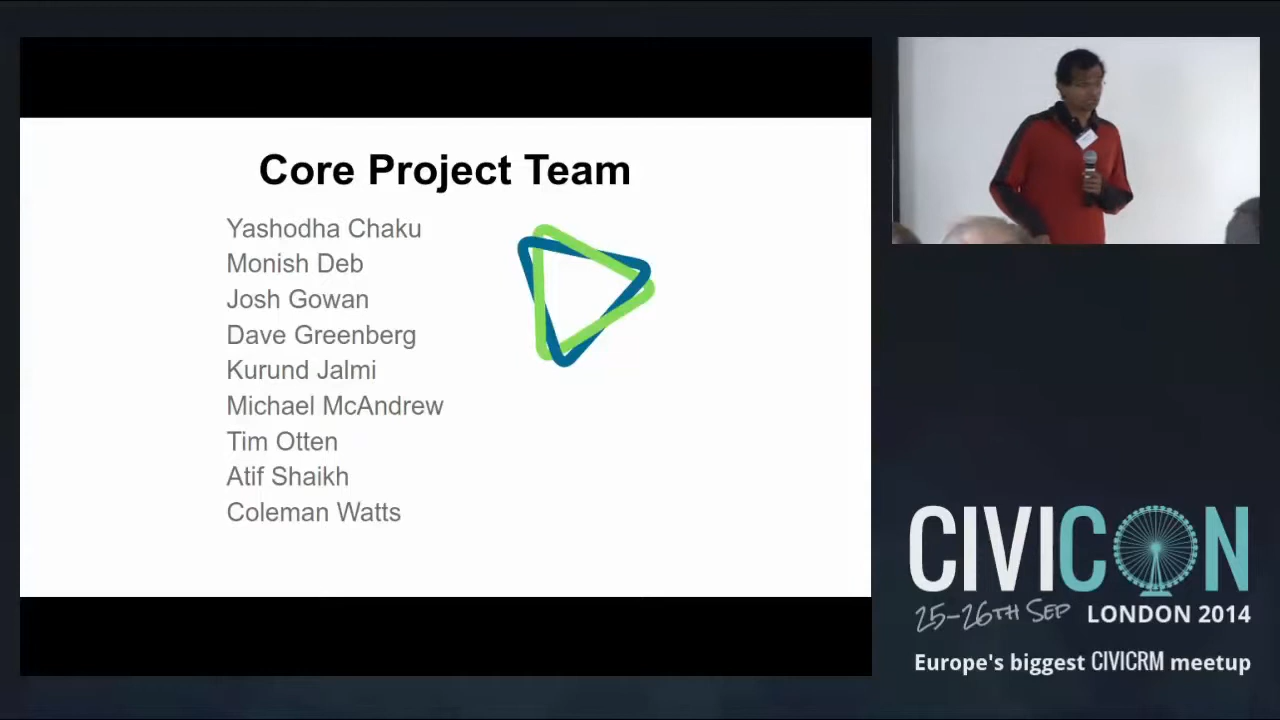 Core Project Team
Yashodha Chaku
Monish Deb
Josh Gowan
Dave Greenberg
Kurund Jalmi
Michael McAndrew
Tim Otten
Atif Shaikh
Coleman Watts
CIVICON
25-26TH SEP LONDON 2014
Europe's biggest CIVICRM meetup